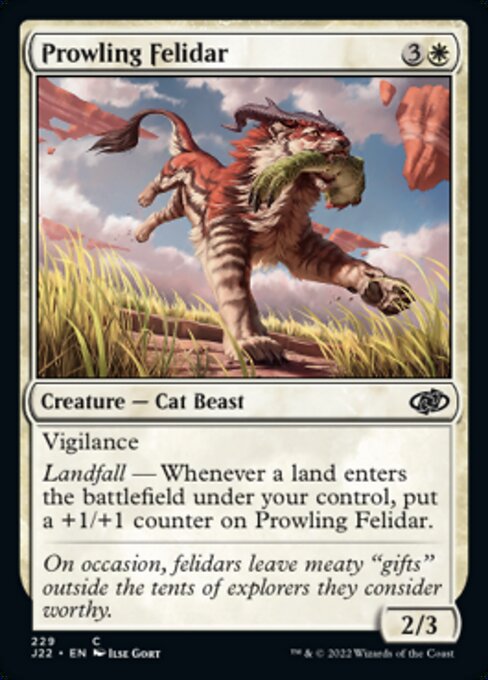 Prowling Felidar 3
Creature — Cat Beast
Vigilance
Landfall — Whenever a land enters
the battlefield under your control, put
a +1/+1 counter on Prowling Felidar.
On occasion, felidars leave meaty “gifts”
outside the tents of explorers they consider
worthy.
2/3
229 C
J22 • EN Ilse Gort ™ & © 2022 Wizards of the Coast